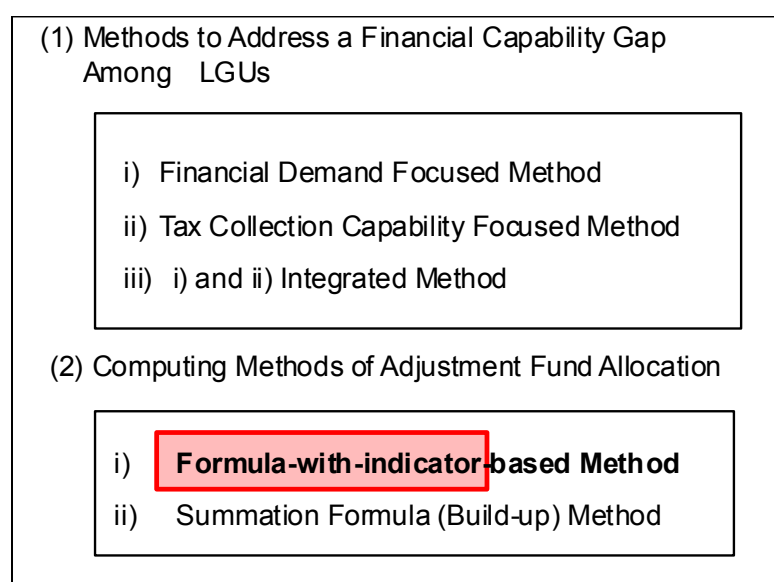 (1) Methods to Address a Financial Capability Gap
Among LGUs
i) Financial Demand Focused Method
ii) Tax Collection Capability Focused Method
iii) i) and ii) Integrated Method
(2) Computing Methods of Adjustment Fund Allocation
i) Formula-with-indicator-based Method
ii) Summation Formula (Build-up) Method